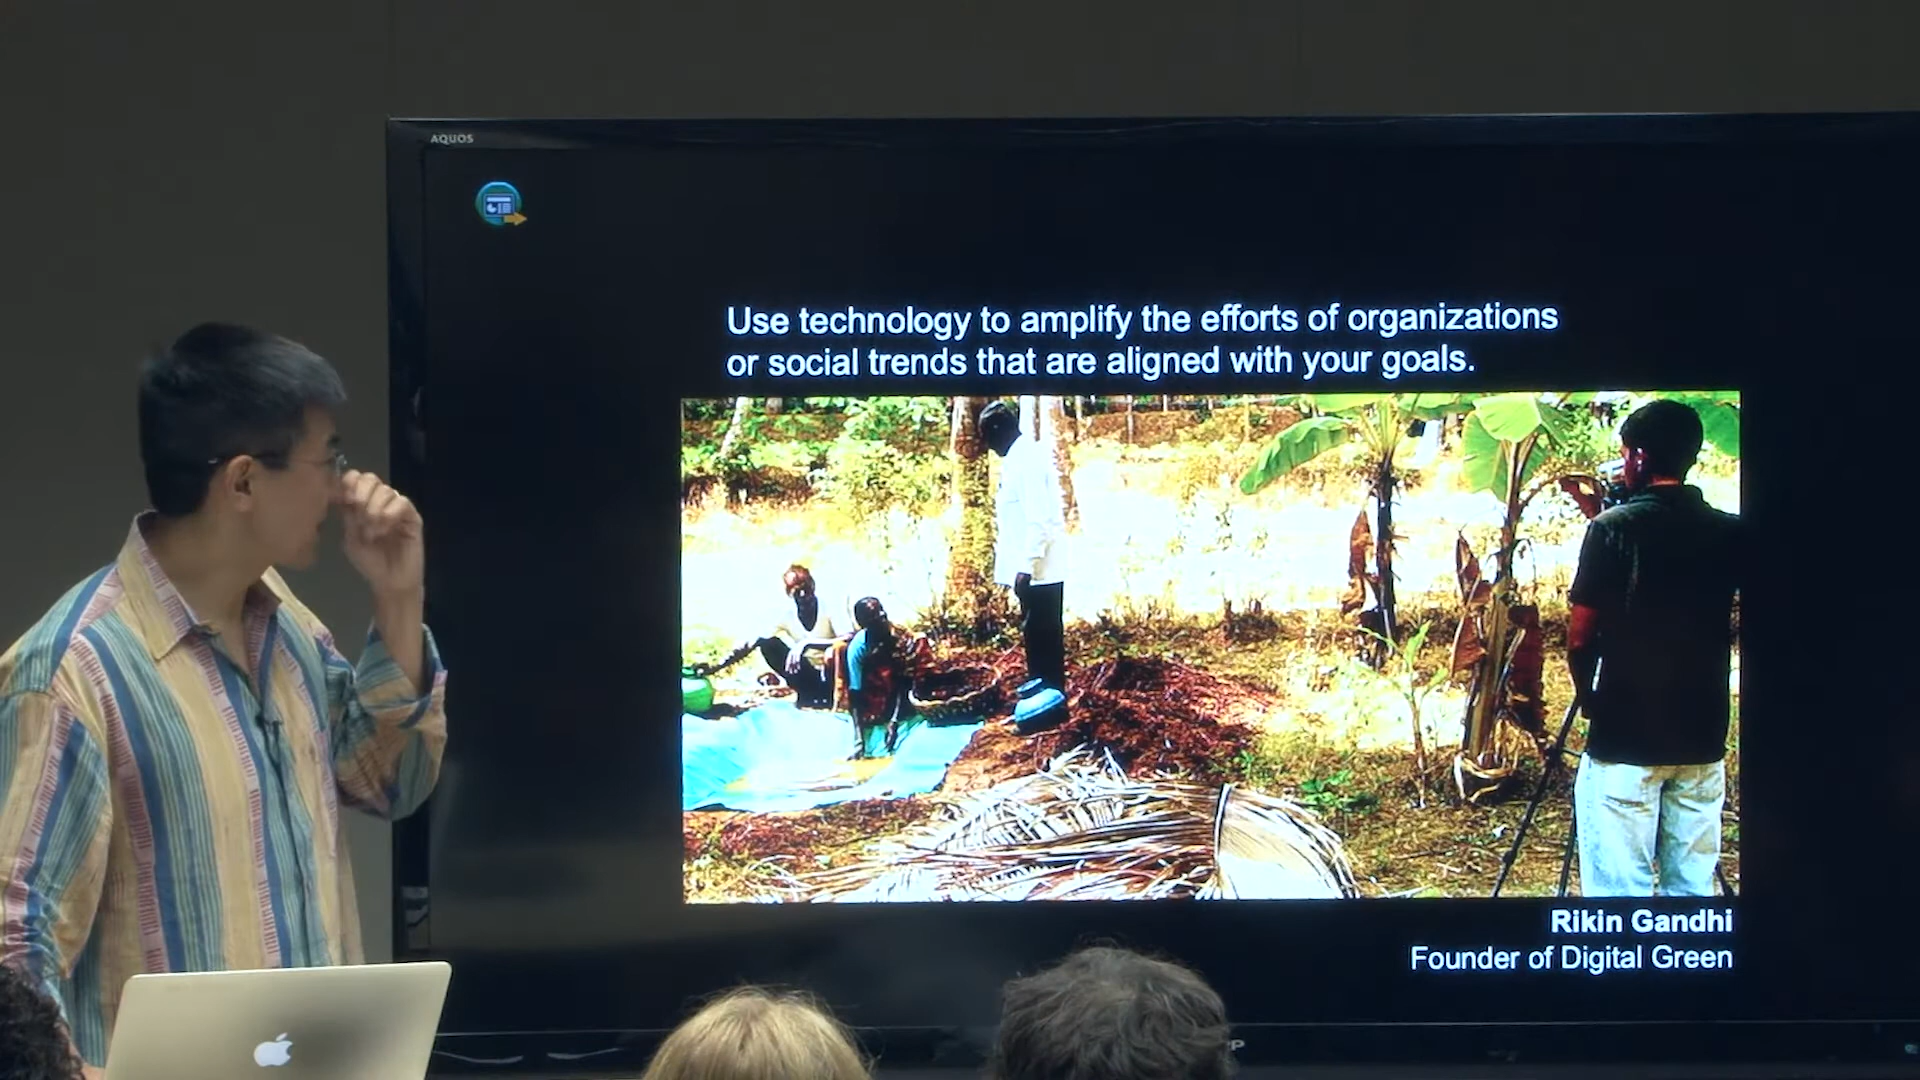 AQUOS
Use technology to amplify the efforts of organizations
or social trends that are aligned with your goals.
Rikin Gandhi
Founder of Digital Green